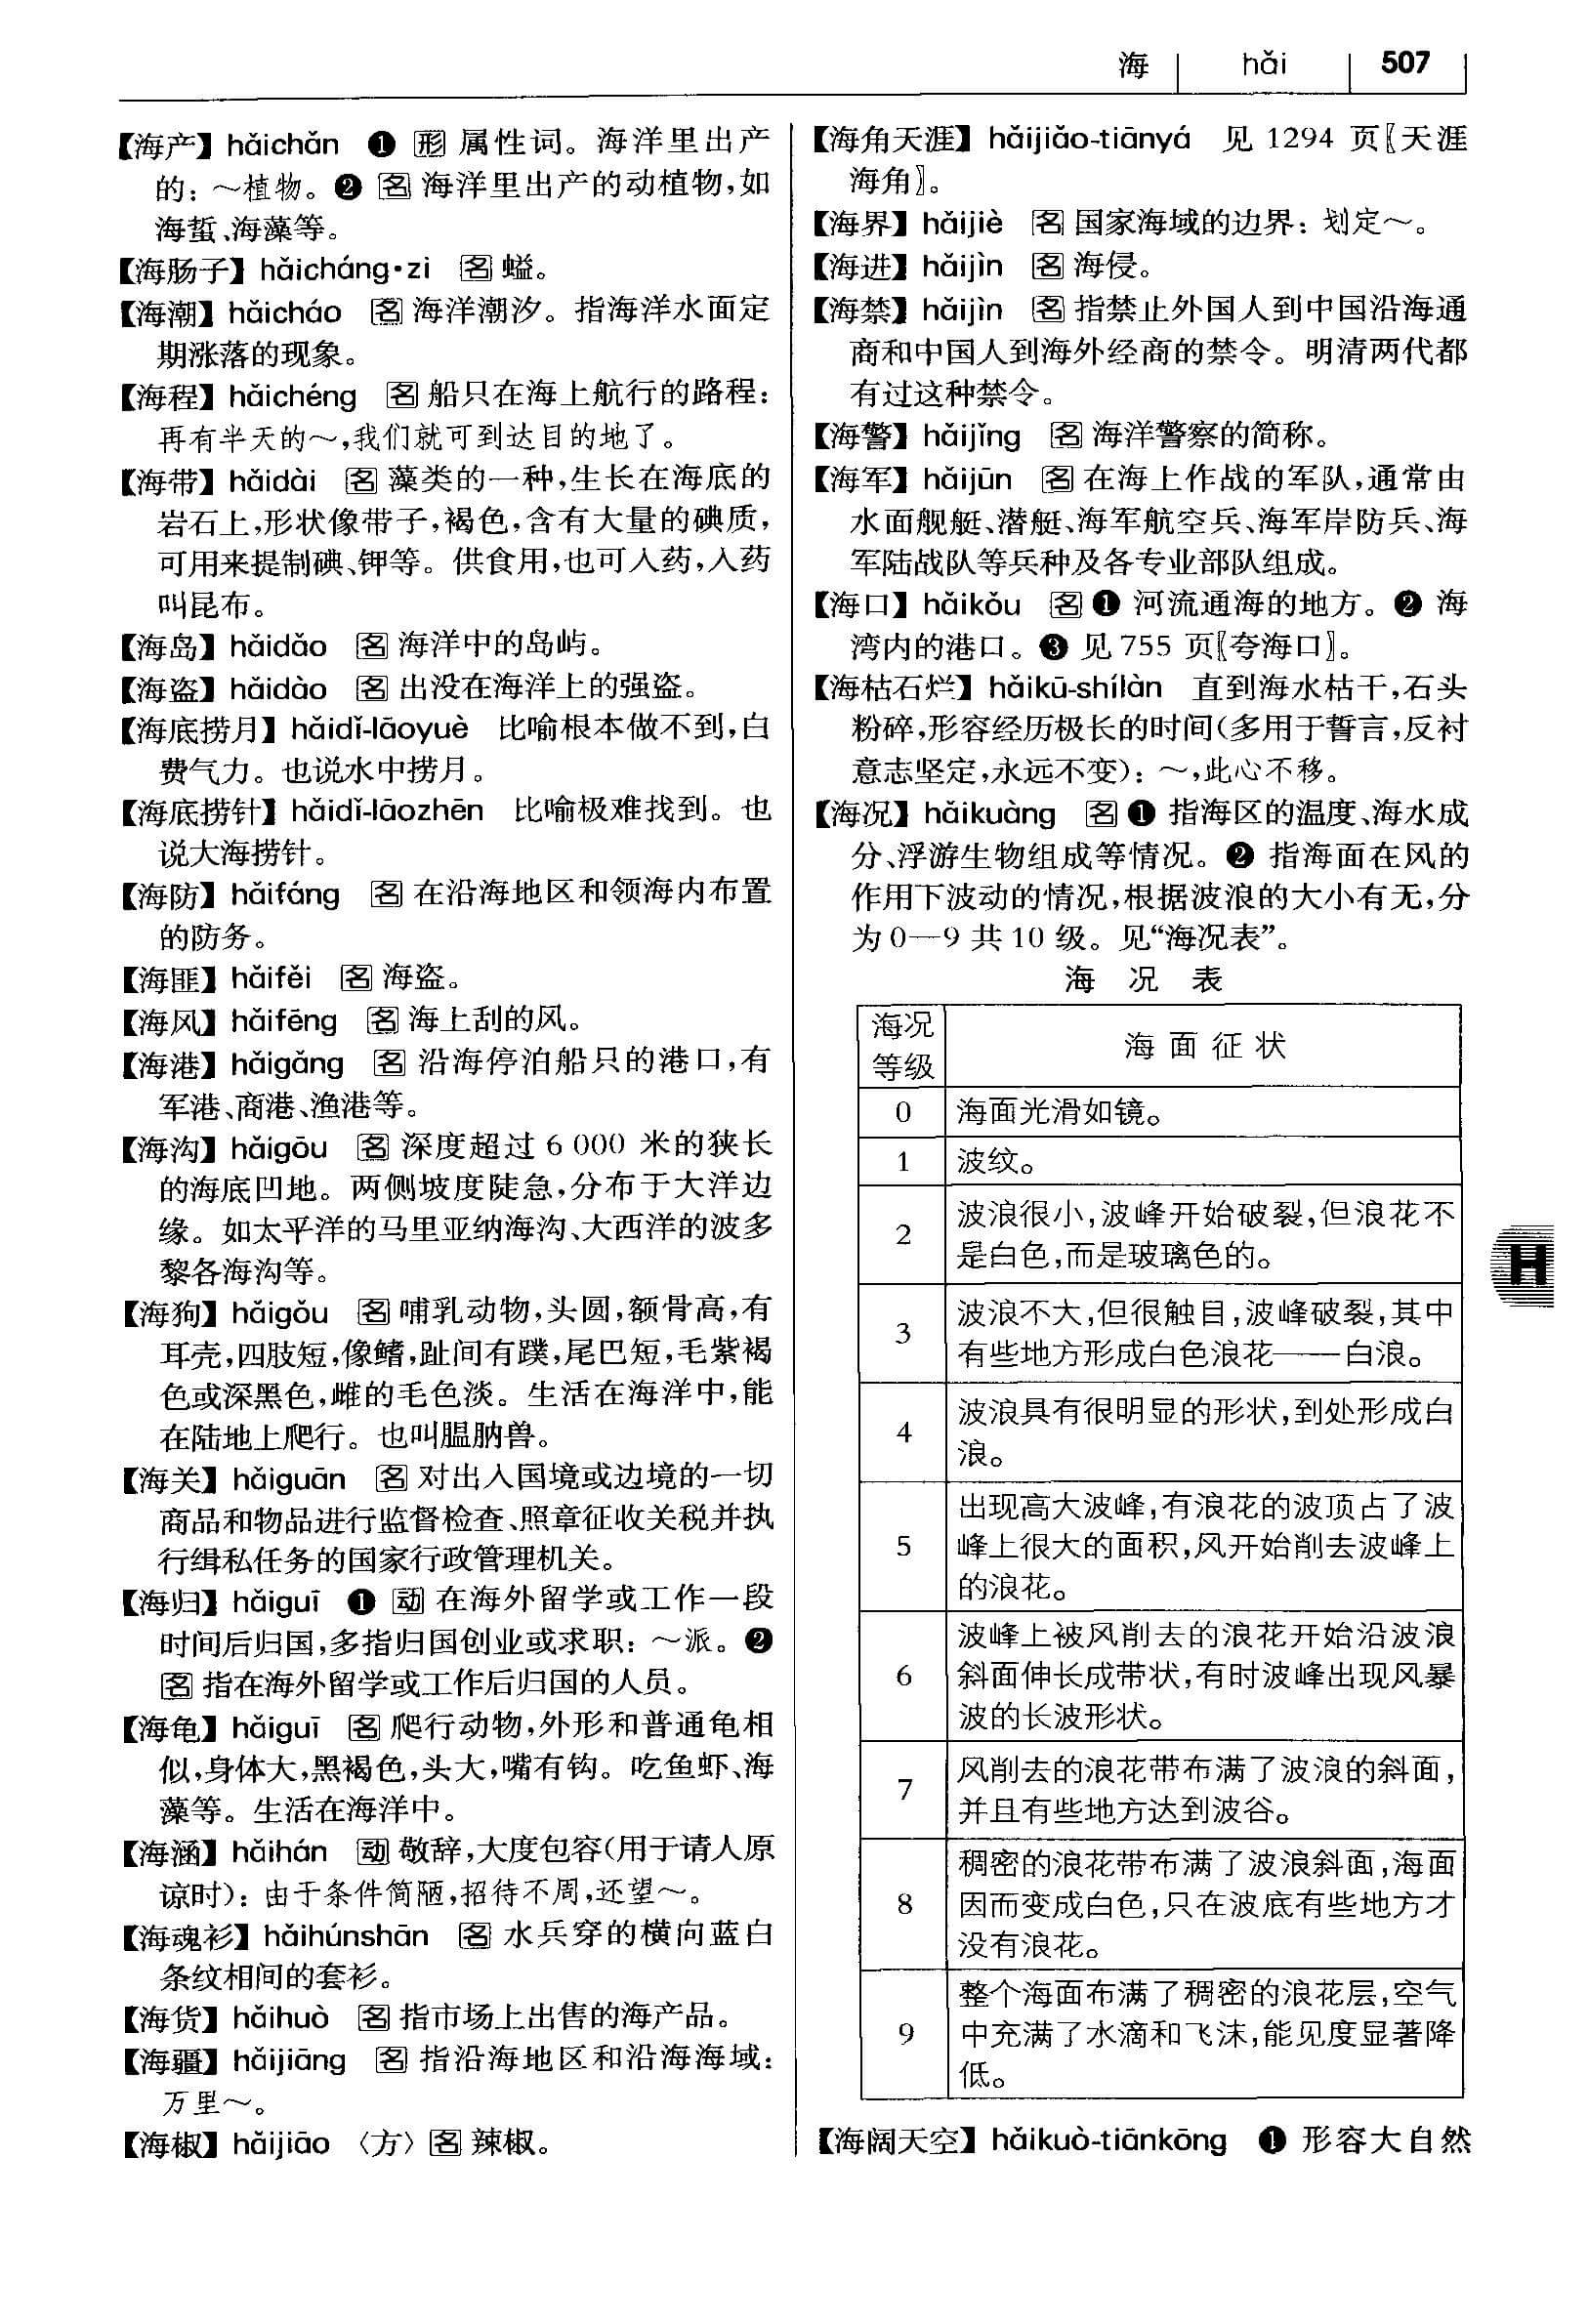 海 hǎi 507
【海产】hǎichǎn ❶ 形 属性词。海洋里出产
的：～植物。❷ 名 海洋里出产的动植物，如
海蜇、海藻等。
【海肠子】hǎicháng·zi 名 螠。
【海潮】hǎicháo 名 海洋潮汐。指海洋水面定
期涨落的现象。
【海程】hǎichéng 名 船只在海上航行的路程：
再有半天的～，我们就可到达目的地了。
【海带】hǎidài 名 藻类的一种，生长在海底的
岩石上，形状像带子，褐色，含有大量的碘质，
可用来提制碘、钾等。供食用，也可入药，入药
叫昆布。
【海岛】hǎidǎo 名 海洋中的岛屿。
【海盗】hǎidào 名 出没在海洋上的强盗。
【海底捞月】hǎidǐ-lāoyuè 比喻根本做不到，白
费气力。也说水中捞月。
【海底捞针】hǎidǐ-lāozhēn 比喻极难找到。也
说大海捞针。
【海防】hǎifáng 名 在沿海地区和领海内布置
的防务。
【海匪】hǎifěi 名 海盗。
【海风】hǎifēng 名 海上刮的风。
【海港】hǎigǎng 名 沿海停泊船只的港口，有
军港、商港、渔港等。
【海沟】hǎigōu 名 深度超过 6 000 米的狭长
的海底凹地。两侧坡度陡急，分布于大洋边
缘。如太平洋的马里亚纳海沟、大西洋的波多
黎各海沟等。
【海狗】hǎigǒu 名 哺乳动物，头圆，额骨高，有
耳壳，四肢短，像鳍，趾间有蹼，尾巴短，毛紫褐
色或深黑色，雌的毛色淡。生活在海洋中，能
在陆地上爬行。也叫腽肭兽。
【海关】hǎiguān 名 对出入国境或边境的一切
商品和物品进行监督检查、照章征收关税并执
行缉私任务的国家行政管理机关。
【海归】hǎiguī ❶ 动 在海外留学或工作一段
时间后归国，多指归国创业或求职：～派。❷
名 指在海外留学或工作后归国的人员。
【海龟】hǎiguī 名 爬行动物，外形和普通龟相
似，身体大，黑褐色，头大，嘴有钩。吃鱼虾、海
藻等。生活在海洋中。
【海涵】hǎihán 动 敬辞，大度包容（用于请人原
谅时）：由于条件简陋，招待不周，还望～。
【海魂衫】hǎihúnshān 名 水兵穿的横向蓝白
条纹相间的套衫。
【海货】hǎihuò 名 指市场上出售的海产品。
【海疆】hǎijiāng 名 指沿海地区和沿海海域：
万里～。
【海椒】hǎijiāo 〈方〉名 辣椒。
【海角天涯】hǎijiǎo-tiānyá 见 1294 页〖天涯
海角〗。
【海界】hǎijiè 名 国家海域的边界：划定～。
【海进】hǎijìn 名 海侵。
【海禁】hǎijìn 名 指禁止外国人到中国沿海通
商和中国人到海外经商的禁令。明清两代都
有过这种禁令。
【海警】hǎijǐng 名 海洋警察的简称。
【海军】hǎijūn 名 在海上作战的军队，通常由
水面舰艇、潜艇、海军航空兵、海军岸防兵、海
军陆战队等兵种及各专业部队组成。
【海口】hǎikǒu 名 ❶ 河流通海的地方。❷ 海
湾内的港口。❸ 见 755 页〖夸海口〗。
【海枯石烂】hǎikū-shílàn 直到海水枯干，石头
粉碎，形容经历极长的时间（多用于誓言，反衬
意志坚定，永远不变）：～，此心不移。
【海况】hǎikuàng 名 ❶ 指海区的温度、海水成
分、浮游生物组成等情况。❷ 指海面在风的
作用下波动的情况，根据波浪的大小有无，分
为 0—9 共 10 级。见“海况表”。
海 况 表
海况
等级
海 面 征 状
0 海面光滑如镜。
1 波纹。
2 波浪很小，波峰开始破裂，但浪花不
是白色，而是玻璃色的。
3 波浪不大，但很触目，波峰破裂，其中
有些地方形成白色浪花——白浪。
4 波浪具有很明显的形状，到处形成白
浪。
5 出现高大波峰，有浪花的波顶占了波
峰上很大的面积，风开始削去波峰上
的浪花。
6 波峰上被风削去的浪花开始沿波浪
斜面伸长成带状，有时波峰出现风暴
波的长波形状。
7 风削去的浪花带布满了波浪的斜面，
并且有些地方达到波谷。
8 稠密的浪花带布满了波浪斜面，海面
因而变成白色，只在波底有些地方才
没有浪花。
9 整个海面布满了稠密的浪花层，空气
中充满了水滴和飞沫，能见度显著降
低。
【海阔天空】hǎikuò-tiānkōng ❶ 形容大自然
H